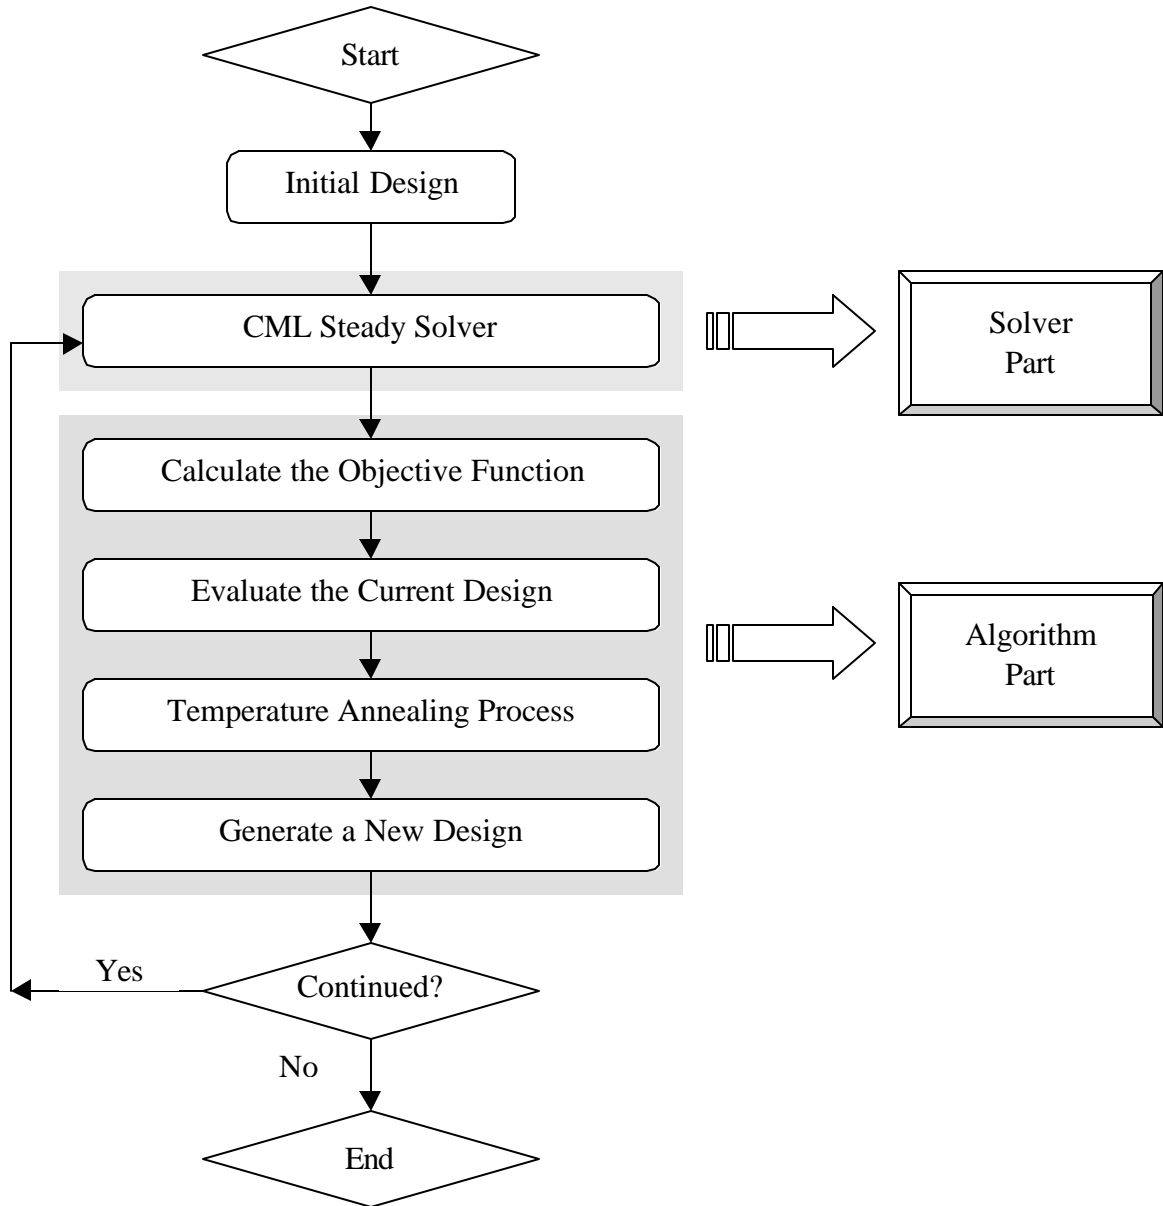 Start
Initial Design
CML Steady Solver
Solver
Part
Calculate the Objective Function
Evaluate the Current Design
Algorithm
Part
Temperature Annealing Process
Generate a New Design
Yes
Continued?
No
End